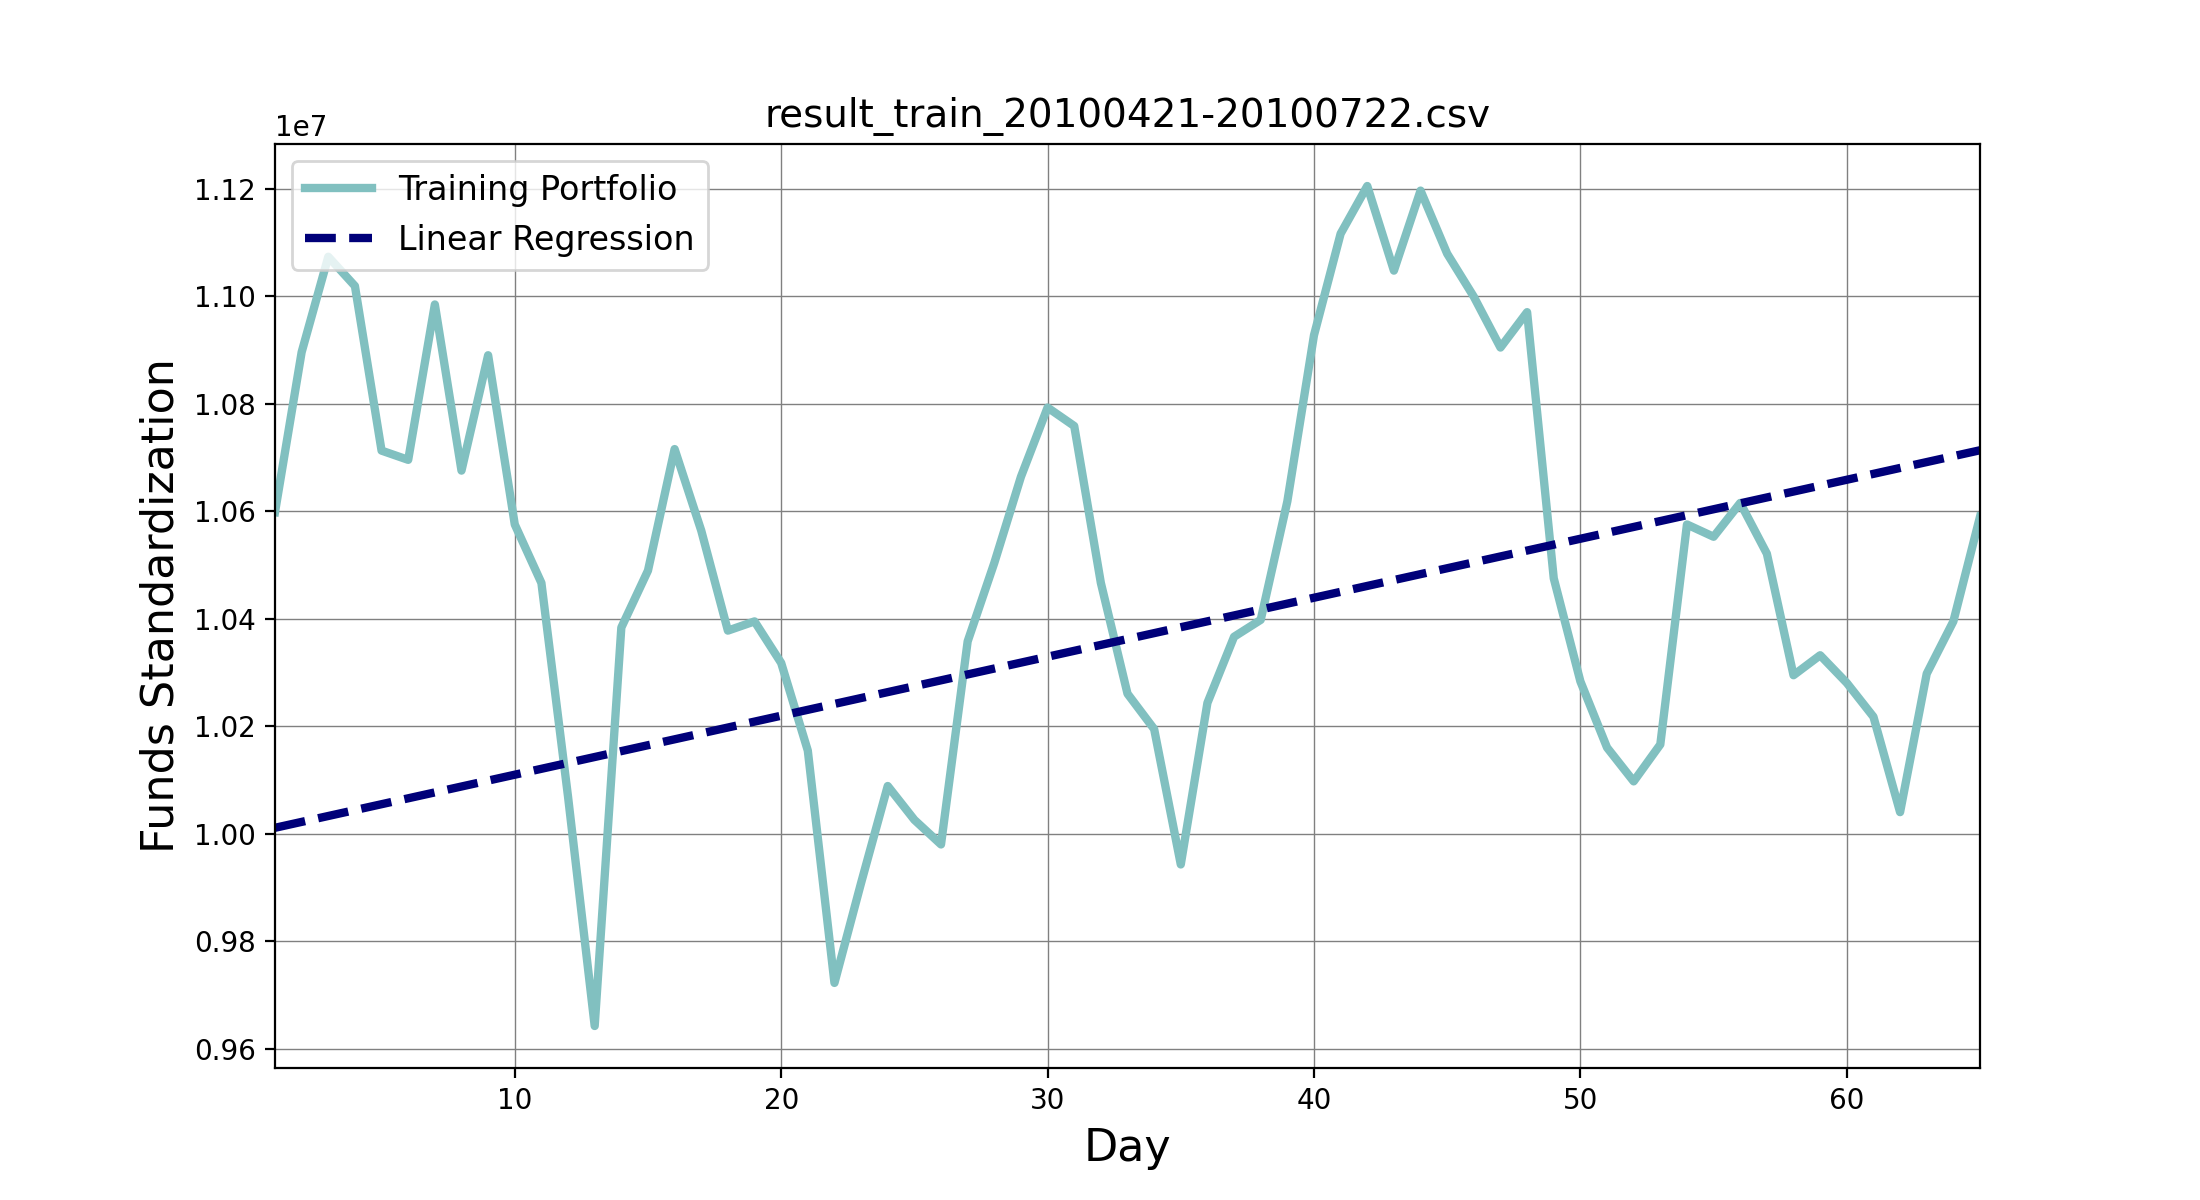 result_train_20100421-20100722.csv
1e7
Training Portfolio
Linear Regression
1.12
1.10
1.08
1.06
1.04
1.02
1.00
0.98
0.96
Funds Standardization
10 20 30 40 50 60
Day